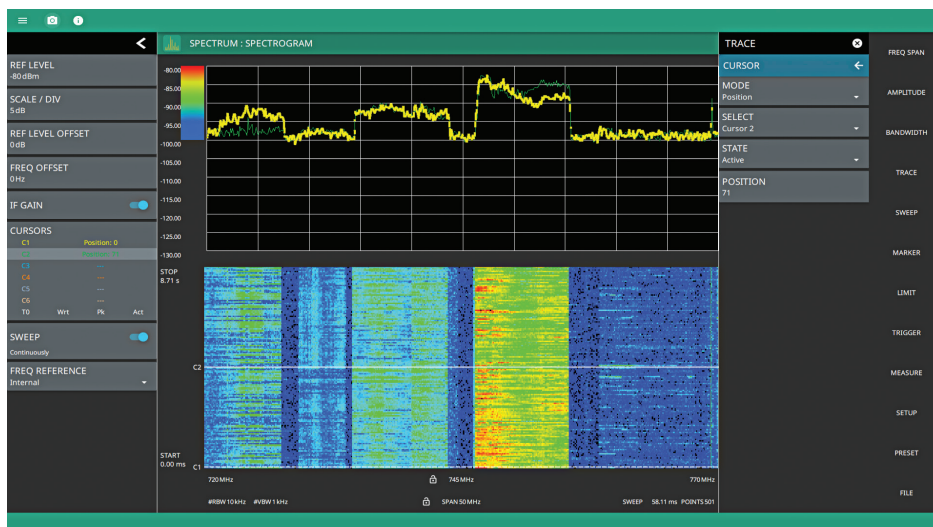 SPECTRUM : SPECTROGRAM
REF LEVEL
-80 dBm
SCALE / DIV
5 dB
REF LEVEL OFFSET
0 dB
FREQ OFFSET
0 Hz
IF GAIN
CURSORS
C1 Position: 0
C2
C3 ---
C4 ---
C5 ---
C6 ---
T0 Wrt Pk Act
SWEEP
Continuously
FREQ REFERENCE
Internal
-80.00
-85.00
-90.00
-95.00
-100.00
-105.00
-110.00
-115.00
-120.00
-125.00
-130.00
STOP
8.71 s
C2
START
0.00 ms C1
720 MHz 745 MHz 770 MHz
#RBW 10 kHz #VBW 1 kHz SPAN 50 MHz SWEEP 58.11 ms POINTS 501
TRACE
CURSOR
MODE
Position
SELECT
Cursor 2
STATE
Active
POSITION
71
FREQ SPAN
AMPLITUDE
BANDWIDTH
TRACE
SWEEP
MARKER
LIMIT
TRIGGER
MEASURE
SETUP
PRESET
FILE